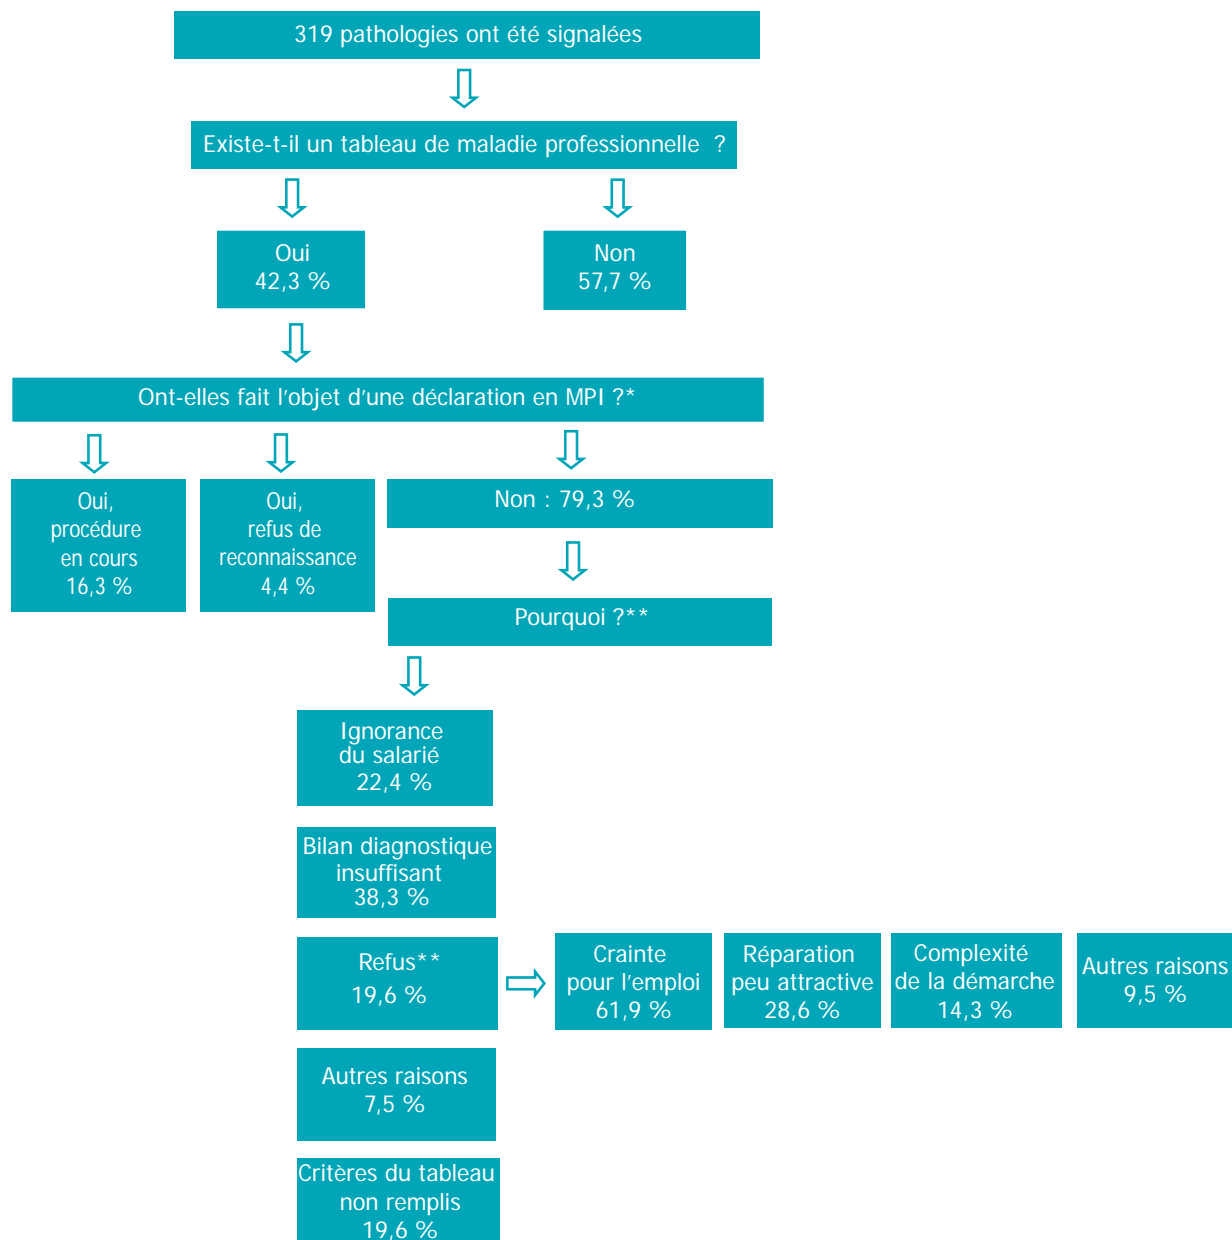 319 pathologies ont été signalées
Existe-t-il un tableau de maladie professionnelle ?
Oui
42,3 %
Non
57,7 %
Ont-elles fait l'objet d'une déclaration en MPI ?*
Oui,
procédure
en cours
16,3 %
Oui,
refus de
reconnaissance
4,4 %
Non : 79,3 %
Pourquoi ?**
Ignorance
du salarié
22,4 %
Bilan diagnostique
insuffisant
38,3 %
Refus**
19,6 %
Crainte
pour l'emploi
61,9 %
Réparation
peu attractive
28,6 %
Complexité
de la démarche
14,3 %
Autres raisons
9,5 %
Autres raisons
7,5 %
Critères du tableau
non remplis
19,6 %